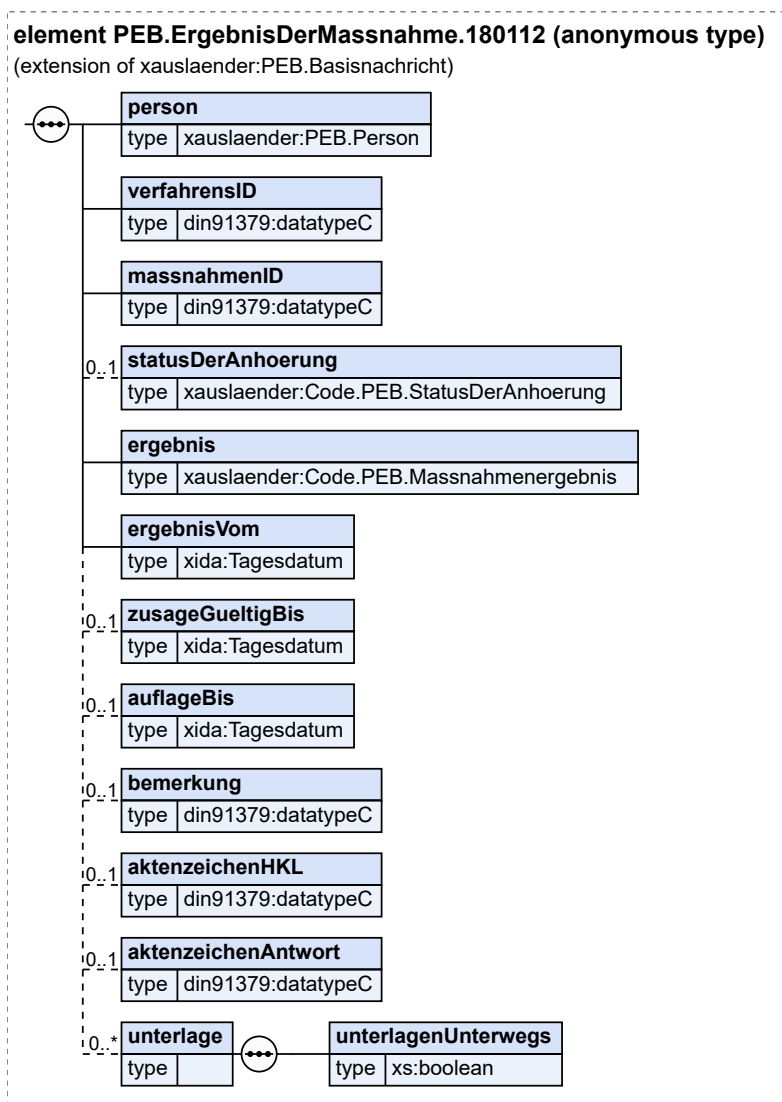 element PEB.ErgebnisDerMassnahme.180112 (anonymous type)
(extension of xauslaender:PEB.Basisnachricht)
person
type xauslaender:PEB.Person
verfahrensID
type din91379:datatypeC
massnahmenID
type din91379:datatypeC
0..1 statusDerAnhoerung
type xauslaender:Code.PEB.StatusDerAnhoerung
ergebnis
type xauslaender:Code.PEB.Massnahmenergebnis
ergebnisVom
type xida:Tagesdatum
0..1 zusageGueltigBis
type xida:Tagesdatum
0..1 auflageBis
type xida:Tagesdatum
0..1 bemerkung
type din91379:datatypeC
0..1 aktenzeichenHKL
type din91379:datatypeC
0..1 aktenzeichenAntwort
type din91379:datatypeC
0..* unterlage unterlagenUnterwegs
type type xs:boolean